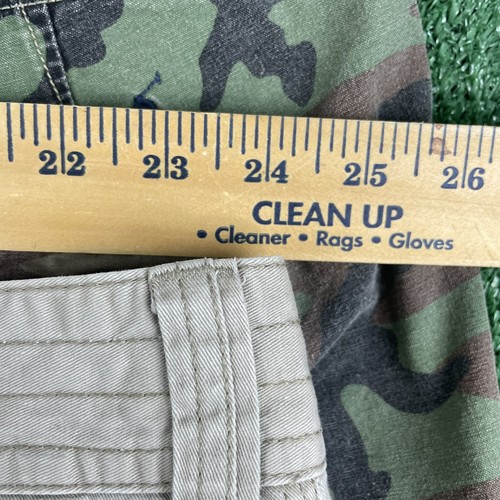 22 23 24 25 26
CLEAN UP
• Cleaner • Rags • Gloves